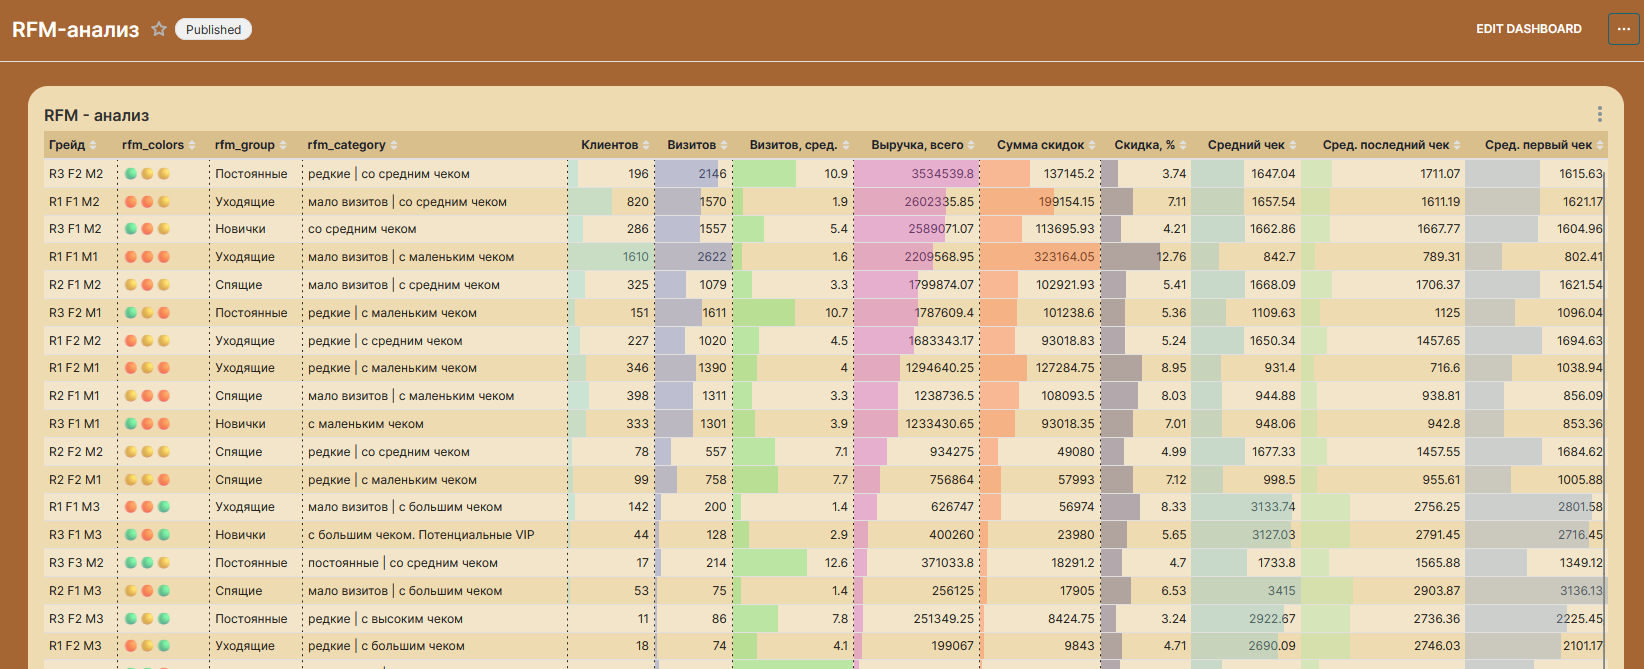 RFM-анализ Published EDIT DASHBOARD ...
RFM - анализ
Грейд rfm_colors rfm_group rfm_category Клиентов Визитов Визитов, сред. Выручка, всего Сумма скидок Скидка, % Средний чек Сред. последний чек Сред. первый чек
R3 F2 M2 Постоянные редкие | со средним чеком 196 2146 10.9 3534539.8 137145.2 3.74 1647.04 1711.07 1615.63
R1 F1 M2 Уходящие мало визитов | со средним чеком 820 1570 1.9 2602335.85 199154.15 7.11 1657.54 1611.19 1621.17
R3 F1 M2 Новички со средним чеком 286 1557 5.4 2589071.07 113695.93 4.21 1662.86 1667.77 1604.96
R1 F1 M1 Уходящие мало визитов | с маленьким чеком 1610 2622 1.6 2209568.95 323164.05 12.76 842.7 789.31 802.41
R2 F1 M2 Спящие мало визитов | с средним чеком 325 1079 3.3 1799874.07 102921.93 5.41 1668.09 1706.37 1621.54
R3 F2 M1 Постоянные редкие | с маленьким чеком 151 1611 10.7 1787609.4 101238.6 5.36 1109.63 1125 1096.04
R1 F2 M2 Уходящие редкие | с средним чеком 227 1020 4.5 1683343.17 93018.83 5.24 1650.34 1457.65 1694.63
R1 F2 M1 Уходящие редкие | с маленьким чеком 346 1390 4 1294640.25 127284.75 8.95 931.4 716.6 1038.94
R2 F1 M1 Спящие мало визитов | с маленьким чеком 398 1311 3.3 1238736.5 108093.5 8.03 944.88 938.81 856.09
R3 F1 M1 Новички с маленьким чеком 333 1301 3.9 1233430.65 93018.35 7.01 948.06 942.8 853.36
R2 F2 M2 Спящие редкие | со средним чеком 78 557 7.1 934275 49080 4.99 1677.33 1457.55 1684.62
R2 F2 M1 Спящие редкие | с маленьким чеком 99 758 7.7 756864 57993 7.12 998.5 955.61 1005.88
R1 F1 M3 Уходящие мало визитов | с большим чеком 142 200 1.4 626747 56974 8.33 3133.74 2756.25 2801.58
R3 F1 M3 Новички с большим чеком. Потенциальные VIP 44 128 2.9 400260 23980 5.65 3127.03 2791.45 2716.45
R3 F3 M2 Постоянные постоянные | со средним чеком 17 214 12.6 371033.8 18291.2 4.7 1733.8 1565.88 1349.12
R2 F1 M3 Спящие мало визитов | с большим чеком 53 75 1.4 256125 17905 6.53 3415 2903.87 3136.13
R3 F2 M3 Постоянные редкие | с высоким чеком 11 86 7.8 251349.25 8424.75 3.24 2922.67 2736.36 2225.45
R1 F2 M3 Уходящие редкие | с большим чеком 18 74 4.1 199067 9843 4.71 2690.09 2746.03 2101.17